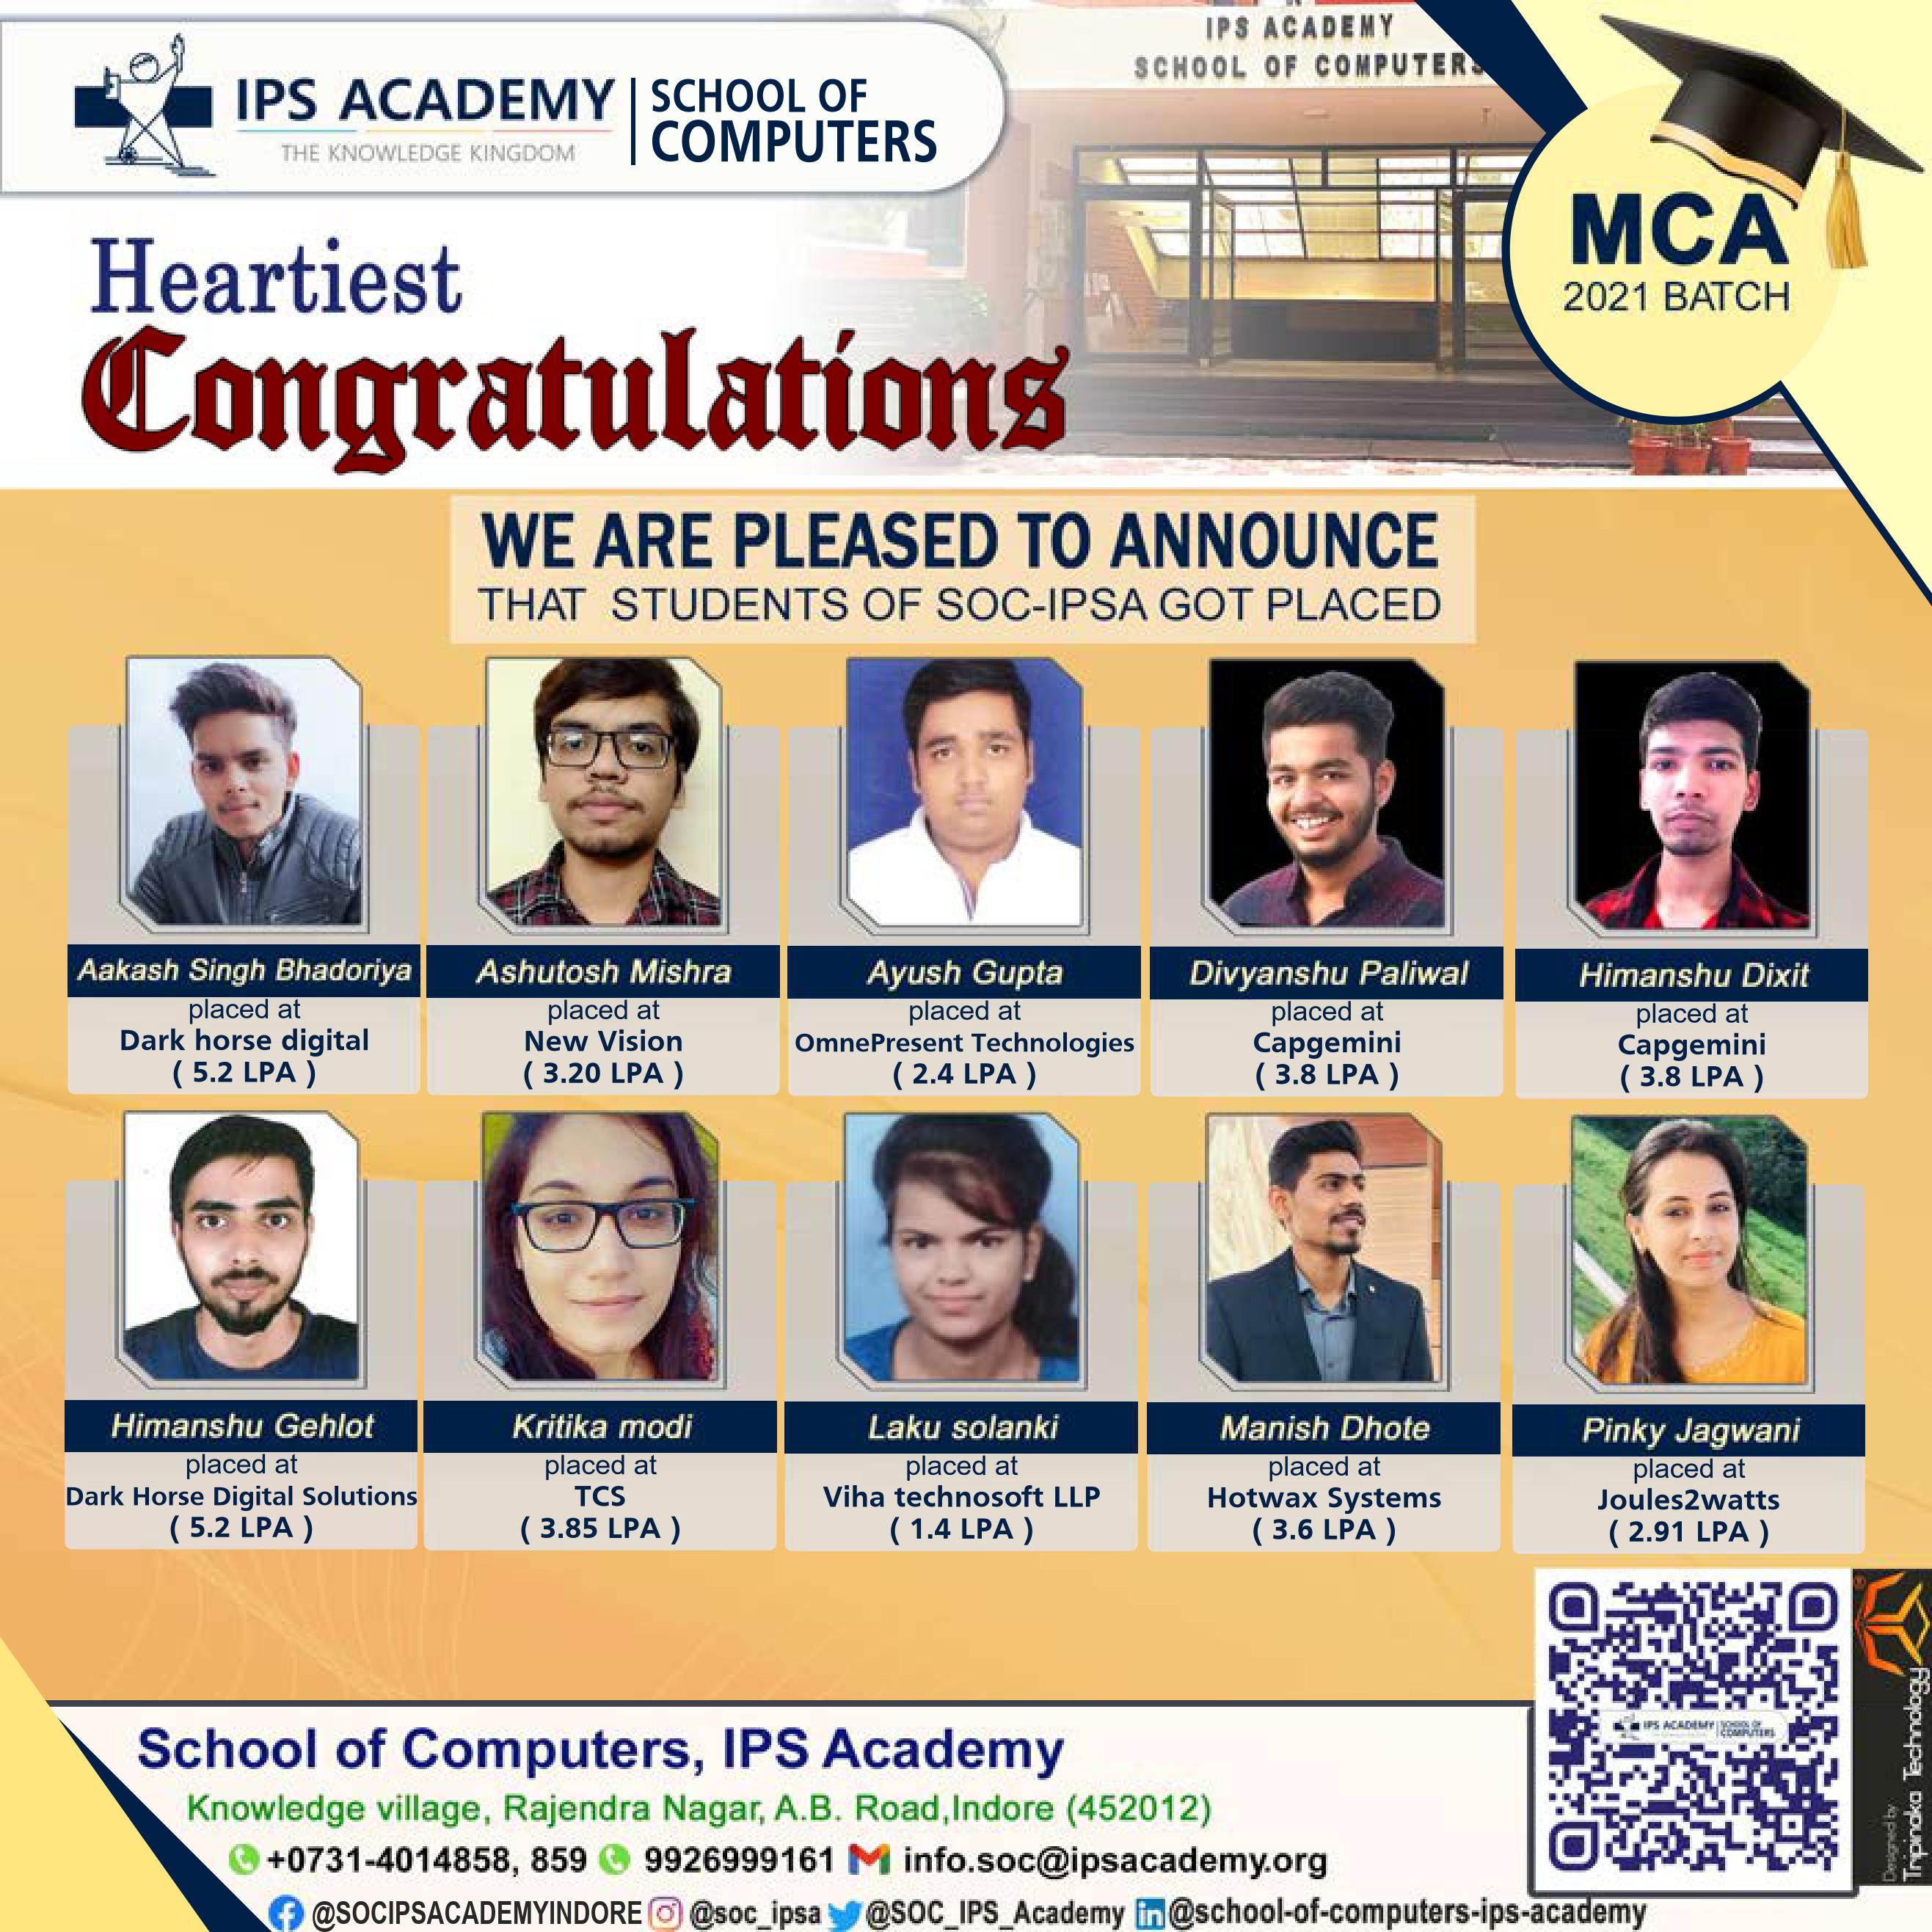 IPS ACADEMY
THE KNOWLEDGE KINGDOM
SCHOOL OF
COMPUTERS
IPS ACADEMY
SCHOOL OF COMPUTERS
MCA
2021 BATCH
Heartiest
Congratulations
WE ARE PLEASED TO ANNOUNCE
THAT STUDENTS OF SOC-IPSA GOT PLACED
Aakash Singh Bhadoriya
placed at
Dark horse digital
( 5.2 LPA )
Ashutosh Mishra
placed at
New Vision
( 3.20 LPA )
Ayush Gupta
placed at
OmnePresent Technologies
( 2.4 LPA )
Divyanshu Paliwal
placed at
Capgemini
( 3.8 LPA )
Himanshu Dixit
placed at
Capgemini
( 3.8 LPA )
Himanshu Gehlot
placed at
Dark Horse Digital Solutions
( 5.2 LPA )
Kritika modi
placed at
TCS
( 3.85 LPA )
Laku solanki
placed at
Viha technosoft LLP
( 1.4 LPA )
Manish Dhote
placed at
Hotwax Systems
( 3.6 LPA )
Pinky Jagwani
placed at
Joules2watts
( 2.91 LPA )
IPS ACADEMY SCHOOL OF
COMPUTERS
Designed by
Tripinaka Technology
School of Computers, IPS Academy
Knowledge village, Rajendra Nagar, A.B. Road,Indore (452012)
+0731-4014858, 859 9926999161 info.soc@ipsacademy.org
@SOCIPSACADEMYINDORE @soc_ipsa @SOC_IPS_Academy @school-of-computers-ips-academy